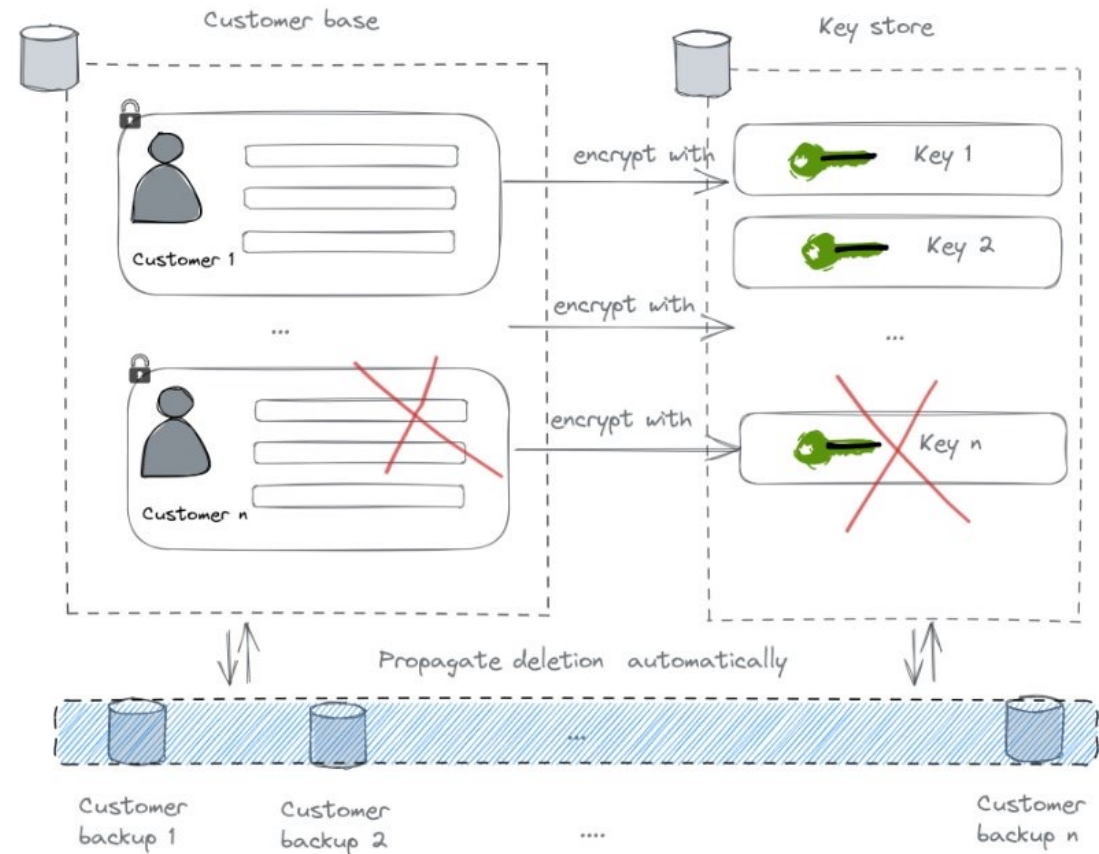 Customer base
Key store
encrypt with
Key 1
Customer 1
Key 2
encrypt with
...
...
encrypt with
Key n
Customer n
Propagate deletion automatically
...
Customer
backup 1
Customer
backup 2
....
Customer
backup n